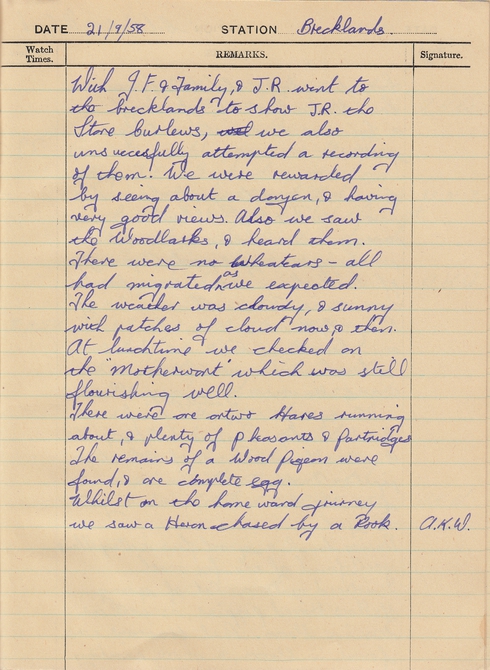 DATE 21/9/58 STATION Brecklands.
Watch Times. REMARKS. Signature.
With J.F. & Family, & J.R. went to
the brecklands to show J.R. the
Stone Curlews, we also
unsuccessfully attempted a recording
of them. We were rewarded
by seeing about a donzen, & having
very good views. Also we saw
the Woodlarks, & heard them.
There were no Wheatears – all
had migrated as we expected.
The weather was cloudy, & sunny
with patches of cloud now & then.
At lunchtime we checked on
the "Motherwort" which was still
flourishing well.
There were one or two Hares running
about, & plenty of Pheasants & Partridges
The remains of a Wood Pigeon were
found, & one complete egg.
Whilst on the home ward journey
we saw a Heron chased by a Rook. A.K.W.